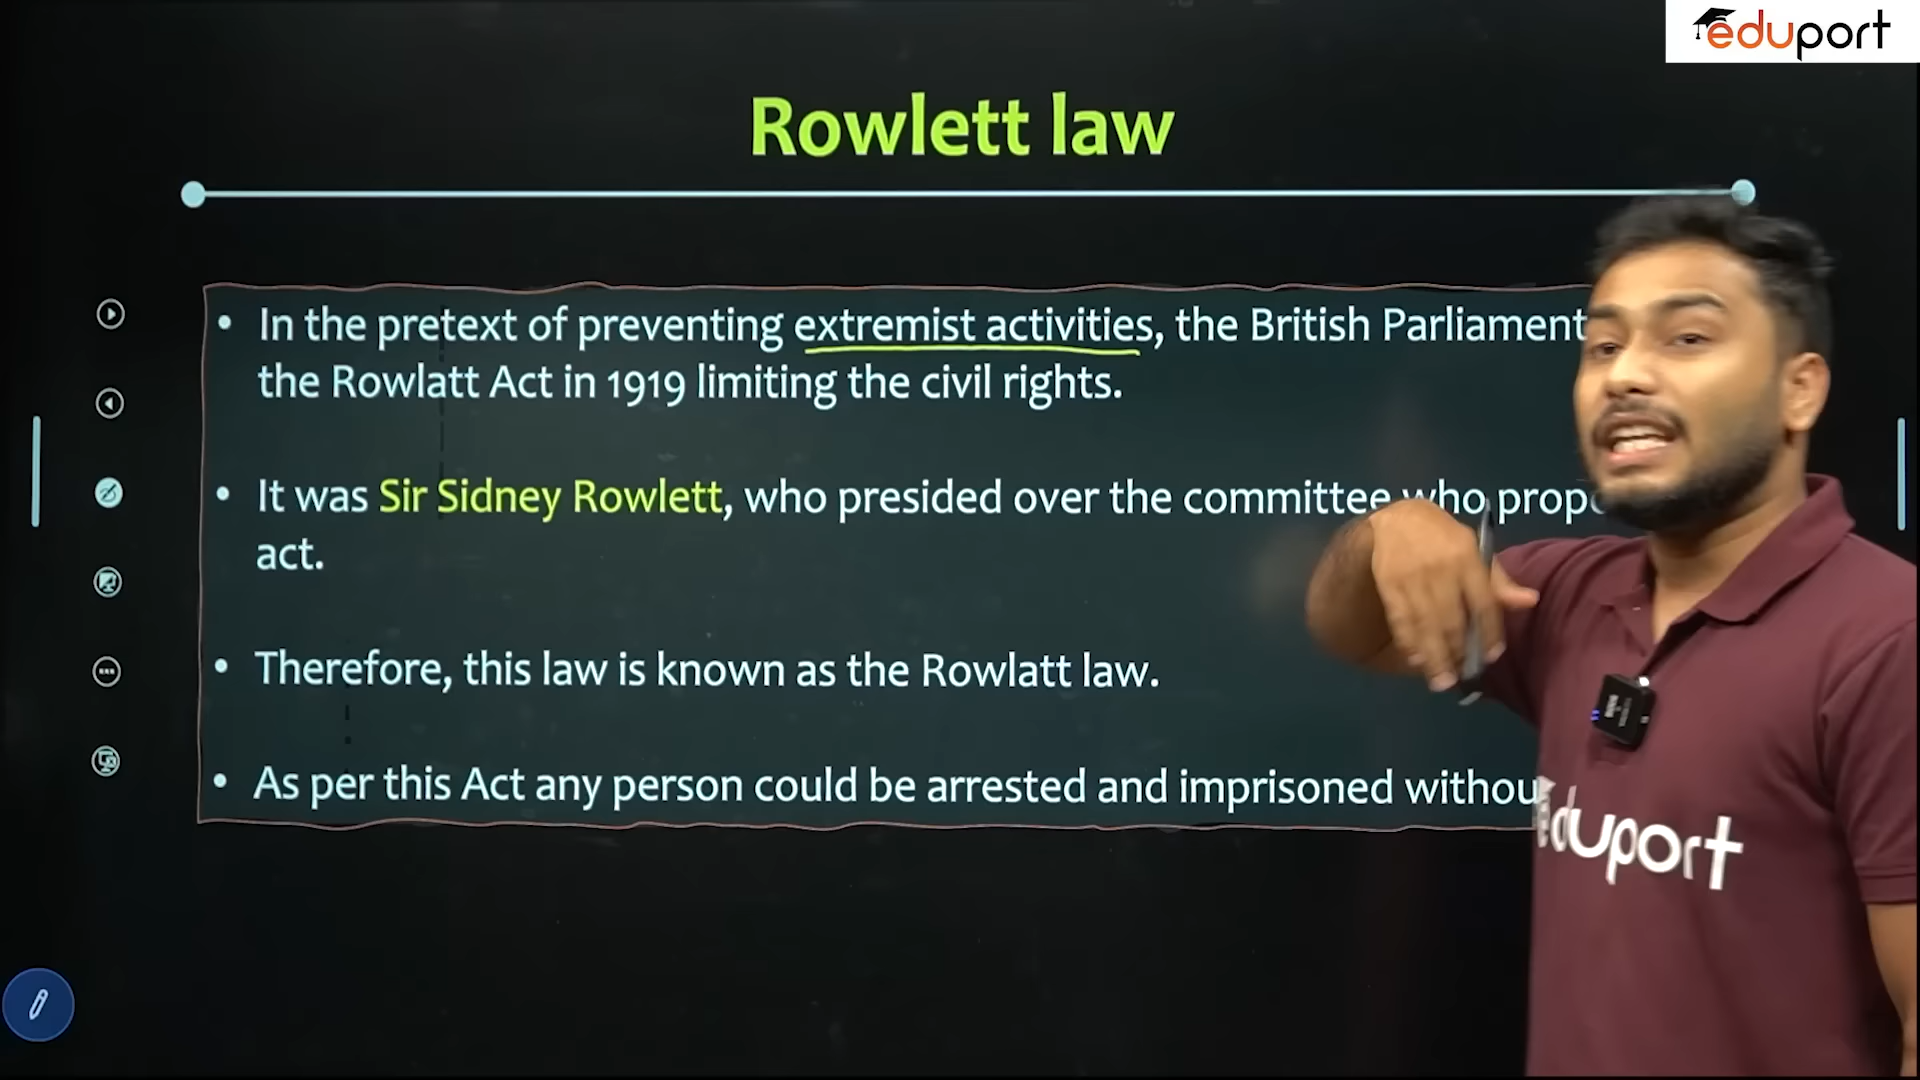 eduport
Rowlett law
• In the pretext of preventing extremist activities, the British Parliament
the Rowlatt Act in 1919 limiting the civil rights.
• It was Sir Sidney Rowlett, who presided over the committee who
act.
• Therefore, this law is known as the Rowlatt law.
• As per this Act any person could be arrested and imprisoned
eduport